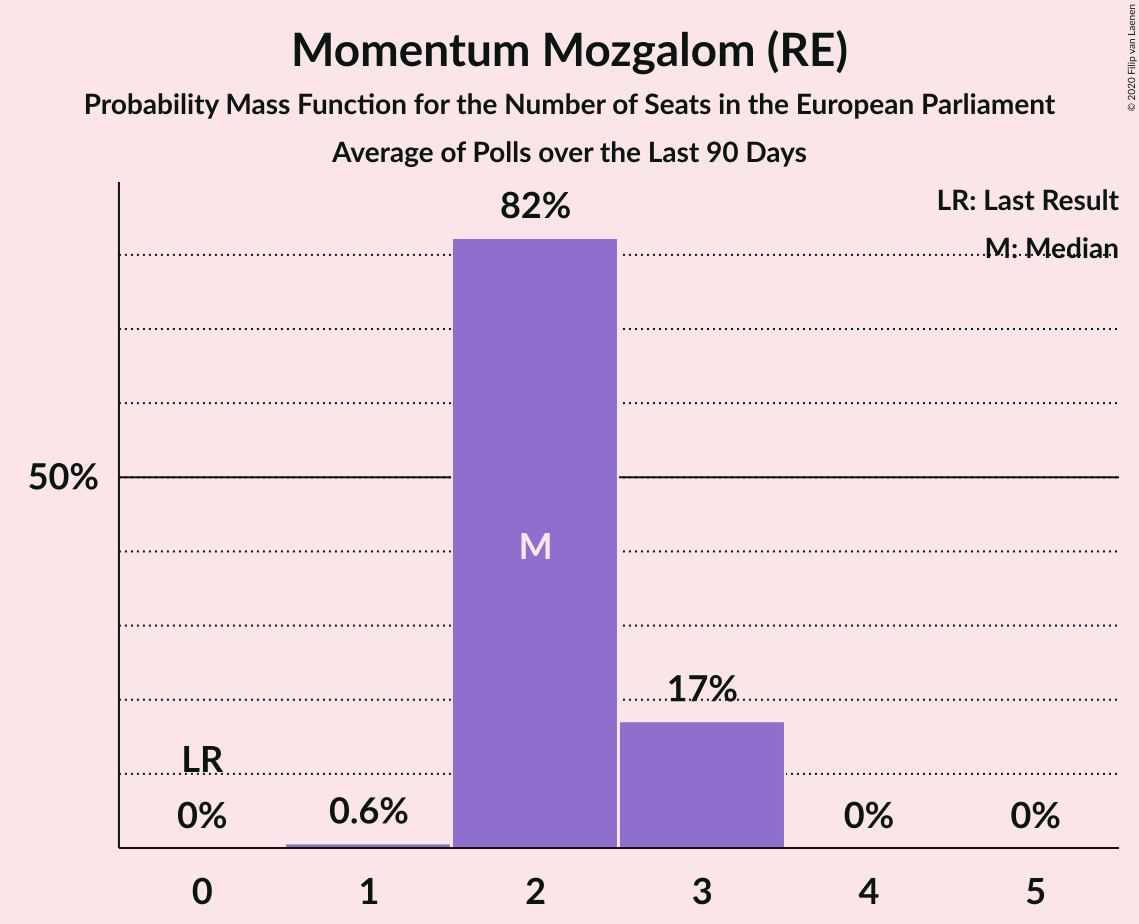 Momentum Mozgalom (RE)
Probability Mass Function for the Number of Seats in the European Parliament
Average of Polls over the Last 90 Days
© 2020 Filip van Laenen
LR: Last Result
M: Median
82%
50%
M
17%
LR
0%
0.6%
0%
0%
0
1
2
3
4
5